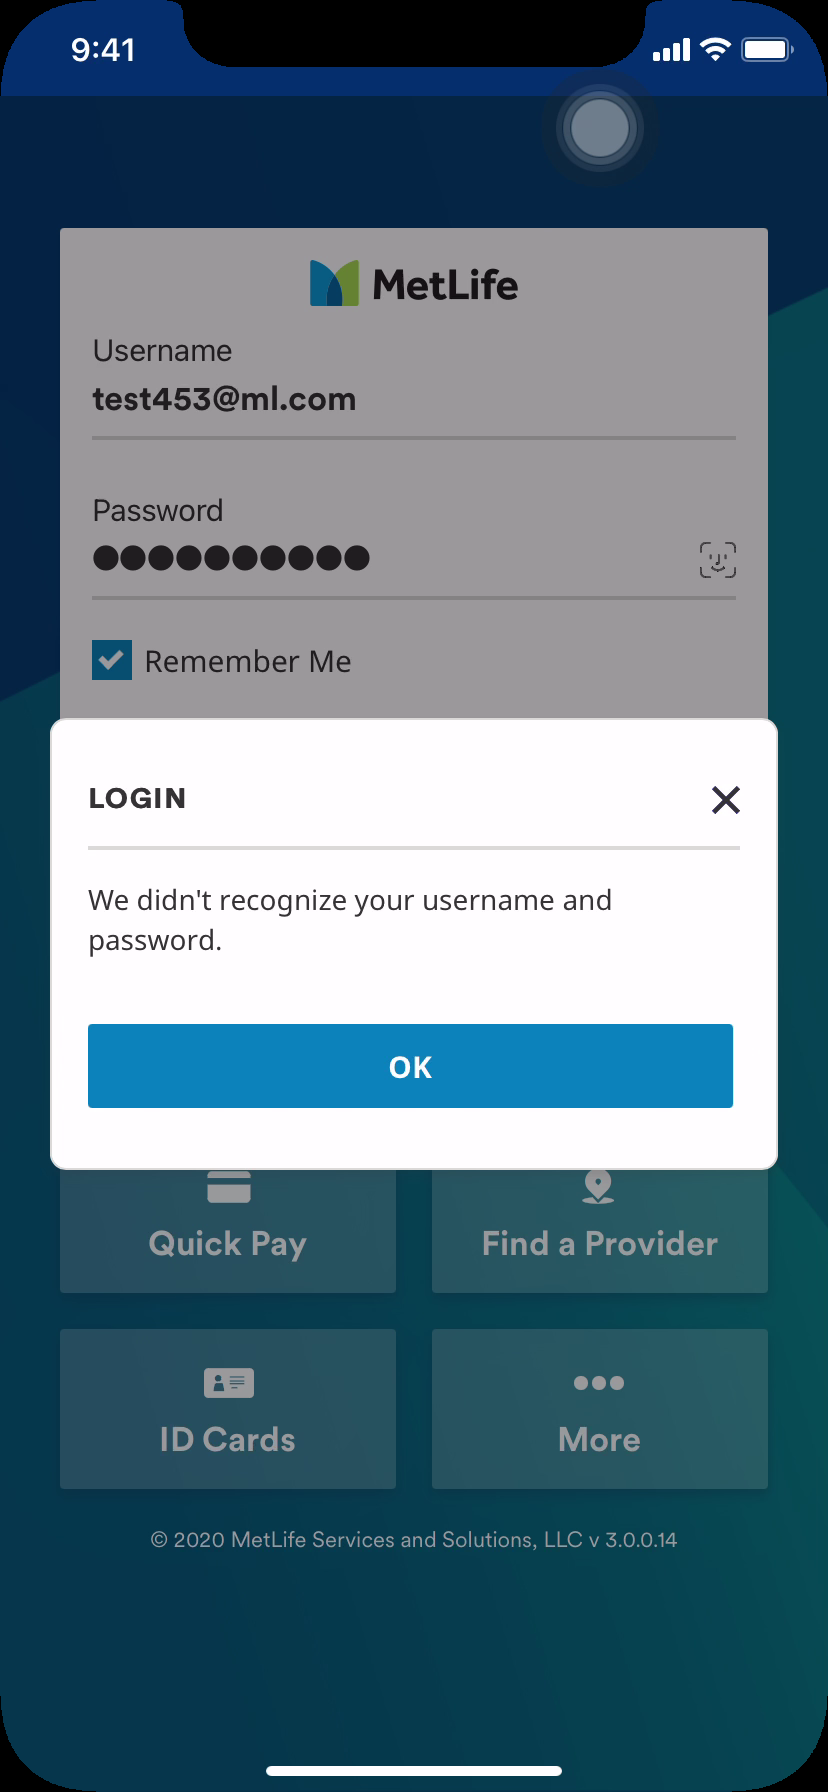 9:41
MetLife
Username
test453@ml.com
Password
●●●●●●●●●●
Remember Me
LOGIN
We didn't recognize your username and
password.
OK
Quick Pay
Find a Provider
ID Cards
More
© 2020 MetLife Services and Solutions, LLC v 3.0.0.14